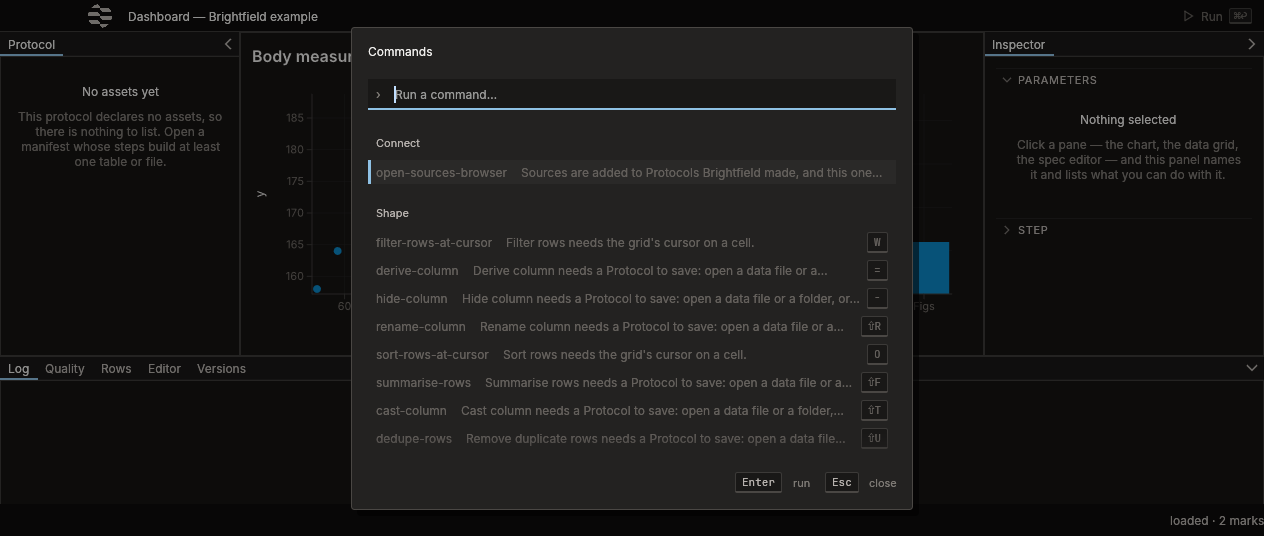 Dashboard — Brightfield example
Run ⌘⏎
Protocol
No assets yet
This protocol declares no assets, so
there is nothing to list. Open a
manifest whose steps build at least
one table or file.
Body measur
185
180
175
170
165
160
y
60
Figs
Commands
› Run a command...
Connect
open-sources-browser Sources are added to Protocols Brightfield made, and this one...
Shape
filter-rows-at-cursor Filter rows needs the grid's cursor on a cell. W
derive-column Derive column needs a Protocol to save: open a data file or a... =
hide-column Hide column needs a Protocol to save: open a data file or a folder, or... -
rename-column Rename column needs a Protocol to save: open a data file or a... ⇧R
sort-rows-at-cursor Sort rows needs the grid's cursor on a cell. O
summarise-rows Summarise rows needs a Protocol to save: open a data file or a... ⇧F
cast-column Cast column needs a Protocol to save: open a data file or a folder,... ⇧T
dedupe-rows Remove duplicate rows needs a Protocol to save: open a data file... ⇧U
Enter run Esc close
Inspector
PARAMETERS
Nothing selected
Click a pane — the chart, the data grid,
the spec editor — and this panel names
it and lists what you can do with it.
STEP
Log Quality Rows Editor Versions
loaded · 2 marks